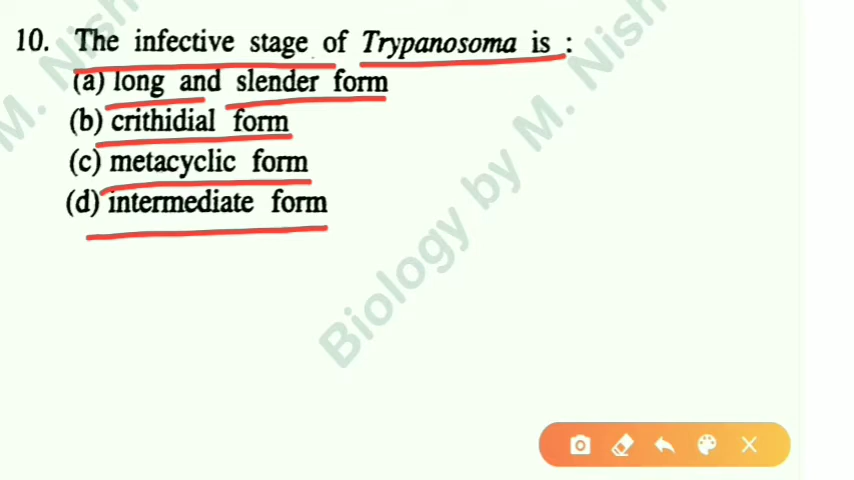 10. The infective stage of Trypanosoma is :
(a) long and slender form
(b) crithidial form
(c) metacyclic form
(d) intermediate form
M. Nish
Biology by M. Nish